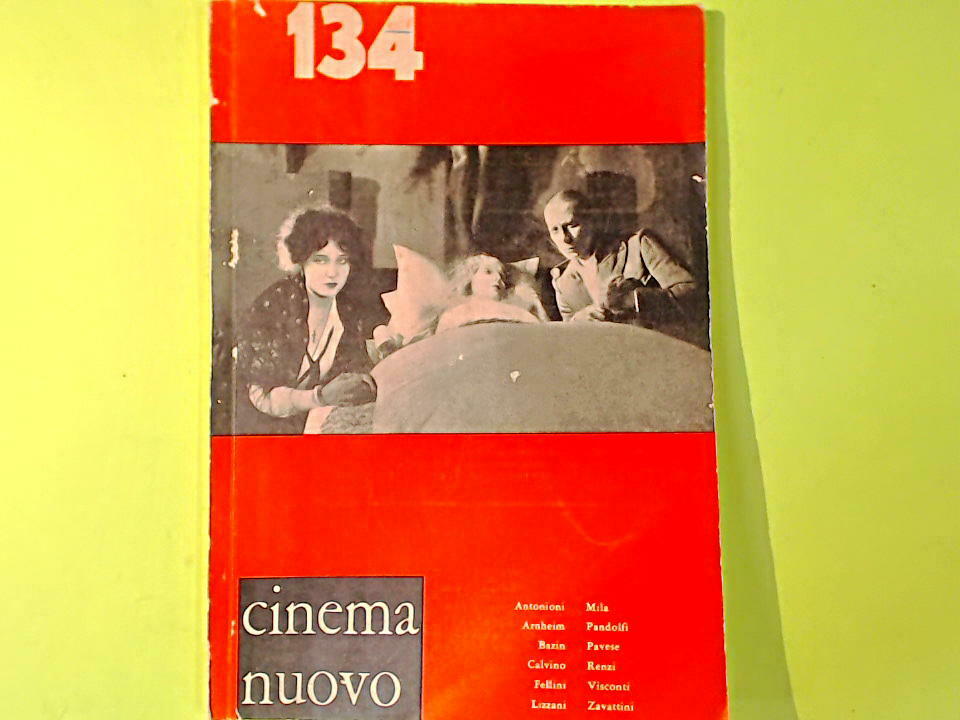 134
cinema
nuovo
Antonioni
Arnheim
Bazin
Calvino
Fellini
Lizzani
Mila
Pandolfi
Pavese
Renzi
Visconti
Zavattini